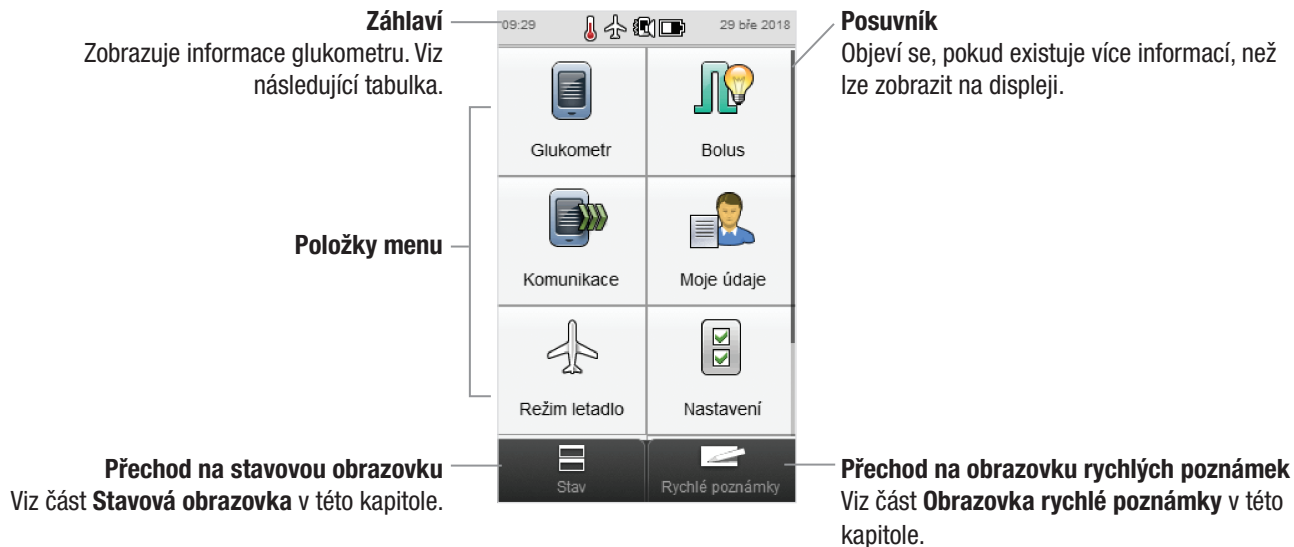 Záhlaví
Zobrazuje informace glukometru. Viz
následující tabulka.
09:29
29 bře 2018
Posuvník
Objeví se, pokud existuje více informací, než
lze zobrazit na displeji.
Glukometr
Bolus
Položky menu
Komunikace
Moje údaje
Režim letadlo
Nastavení
Přechod na stavovou obrazovku
Viz část Stavová obrazovka v této kapitole.
Stav
Rychlé poznámky
Přechod na obrazovku rychlých poznámek
Viz část Obrazovka rychlé poznámky v této
kapitole.